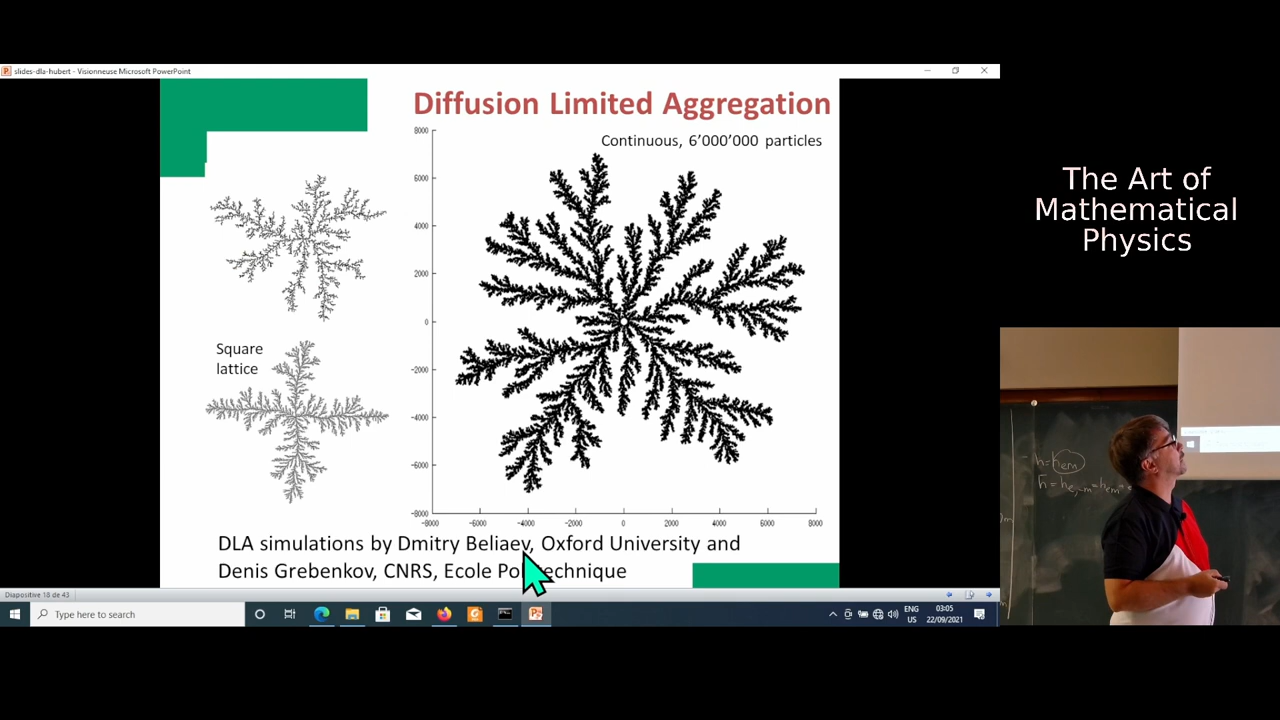 slides-dla-hubert - Visionneuse Microsoft PowerPoint
Diffusion Limited Aggregation
Continuous, 6'000'000 particles
8000
6000
4000
2000
0
-2000
-4000
-6000
-8000
-8000 -6000 -4000 -2000 0 2000 4000 6000 8000
Square
lattice
DLA simulations by Dmitry Beliaev, Oxford University and
Denis Grebenkov, CNRS, Ecole Polytechnique
Diapositive 18 de 43
Type here to search
ENG
US
03:05
22/09/2021
The Art of
Mathematical
Physics